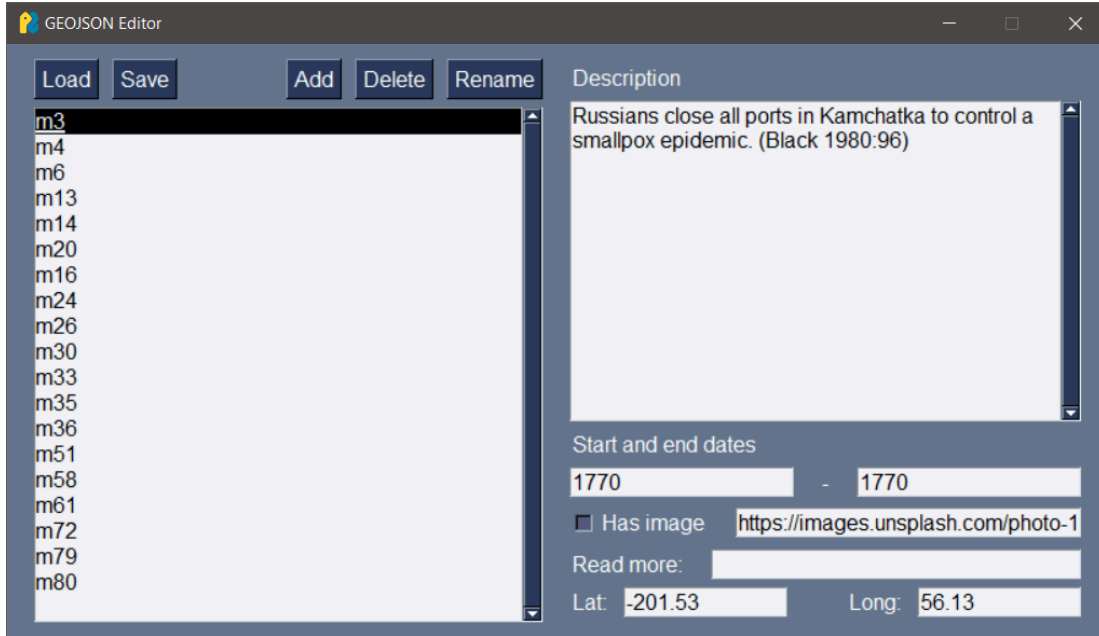 GEOJSON Editor
Load Save Add Delete Rename
m3
m4
m6
m13
m14
m20
m16
m24
m26
m30
m33
m35
m36
m51
m58
m61
m72
m79
m80
Description
Russians close all ports in Kamchatka to control a
smallpox epidemic. (Black 1980:96)
Start and end dates
1770 - 1770
Has image https://images.unsplash.com/photo-1
Read more:
Lat: -201.53 Long: 56.13